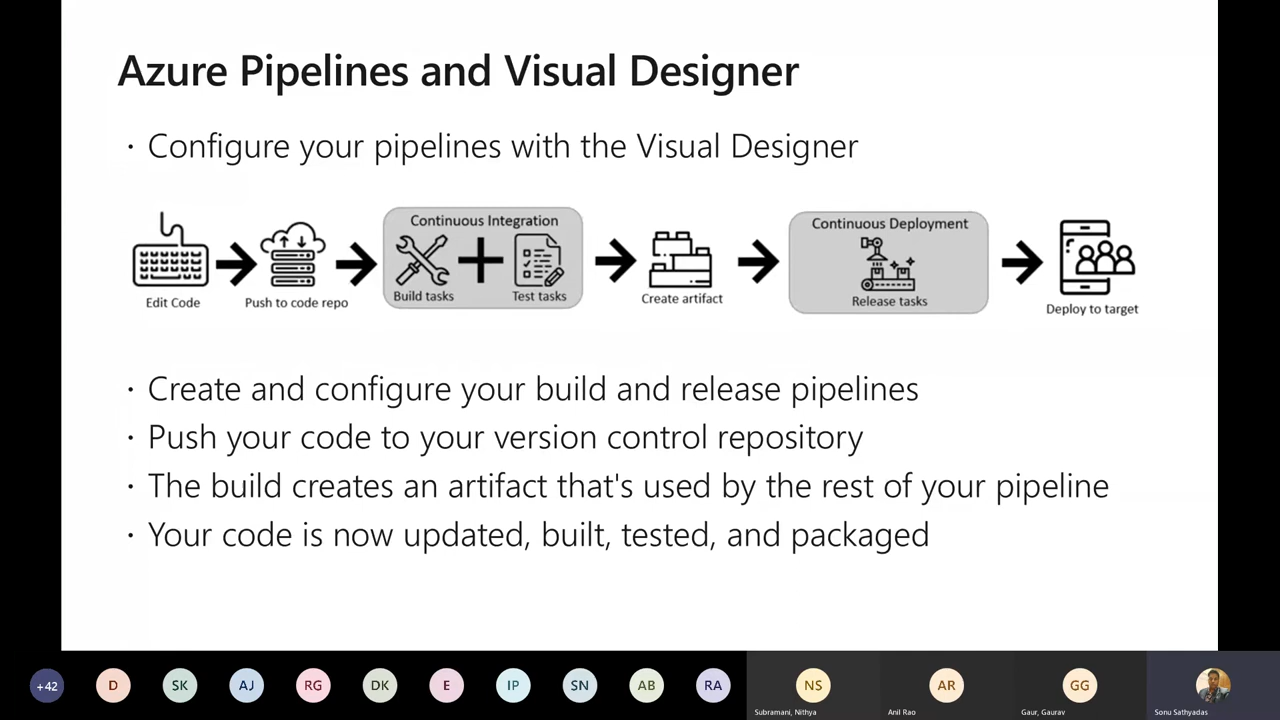 Azure Pipelines and Visual Designer
· Configure your pipelines with the Visual Designer
Continuous Integration
Continuous Deployment
Build tasks
Test tasks
Release tasks
Edit Code
Push to code repo
Create artifact
Deploy to target
· Create and configure your build and release pipelines
· Push your code to your version control repository
· The build creates an artifact that's used by the rest of your pipeline
· Your code is now updated, built, tested, and packaged
+42
D
SK
AJ
RG
DK
E
IP
SN
AB
RA
NS
AR
GG
Subramani, Nithya
Anil Rao
Gaur, Gaurav
Sonu Sathyadas